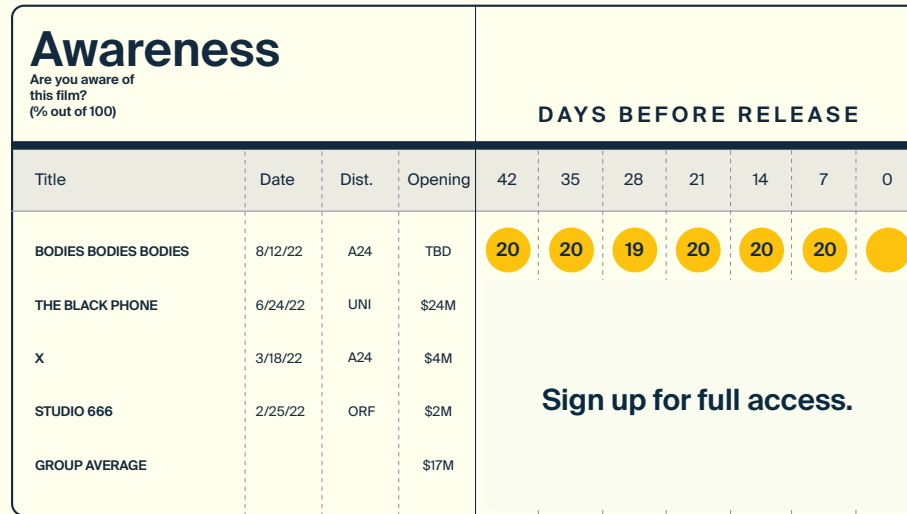 Awareness
Are you aware of
this film?
(% out of 100)
DAYS BEFORE RELEASE
Title Date Dist. Opening 42 35 28 21 14 7 0
BODIES BODIES BODIES 8/12/22 A24 TBD 20 20 19 20 20 20
THE BLACK PHONE 6/24/22 UNI $24M
X 3/18/22 A24 $4M
Sign up for full access.
STUDIO 666 2/25/22 ORF $2M
GROUP AVERAGE $17M